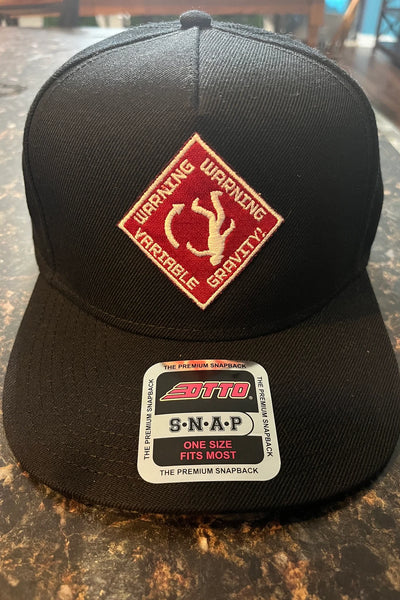 WARNING WARNING
VARIABLE GRAVITY!
THE PREMIUM SNAPBACK
THE PREMIUM SNAPBACK
OTTO
S·N·A·P
ONE SIZE
FITS MOST
THE PREMIUM SNAPBACK
THE PREMIUM SNAPBACK